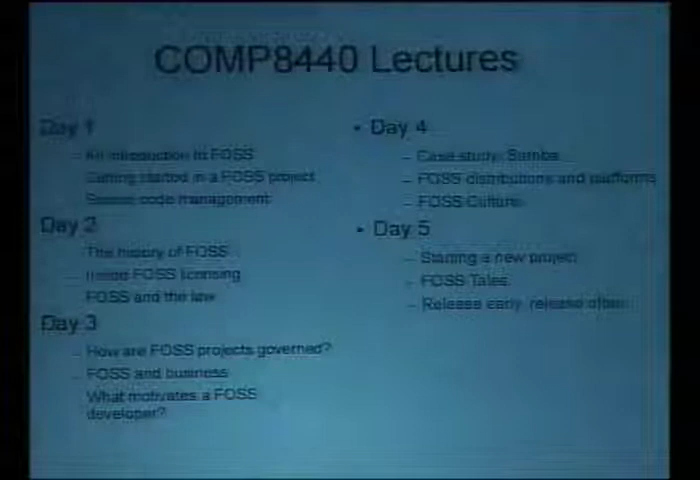 COMP8440 Lectures
Day 1
– An introduction to FOSS
Getting started in a FOSS project
Source code management
Day 2
The history of FOSS
– Inside FOSS licensing
FOSS and the law
Day 3
– How are FOSS projects governed?
– FOSS and business
What motivates a FOSS
developer?
• Day 4
– Case study: Samba
– FOSS distributions and platforms
– FOSS Culture
• Day 5
– Starting a new project
– FOSS Tales
– Release early, release often...